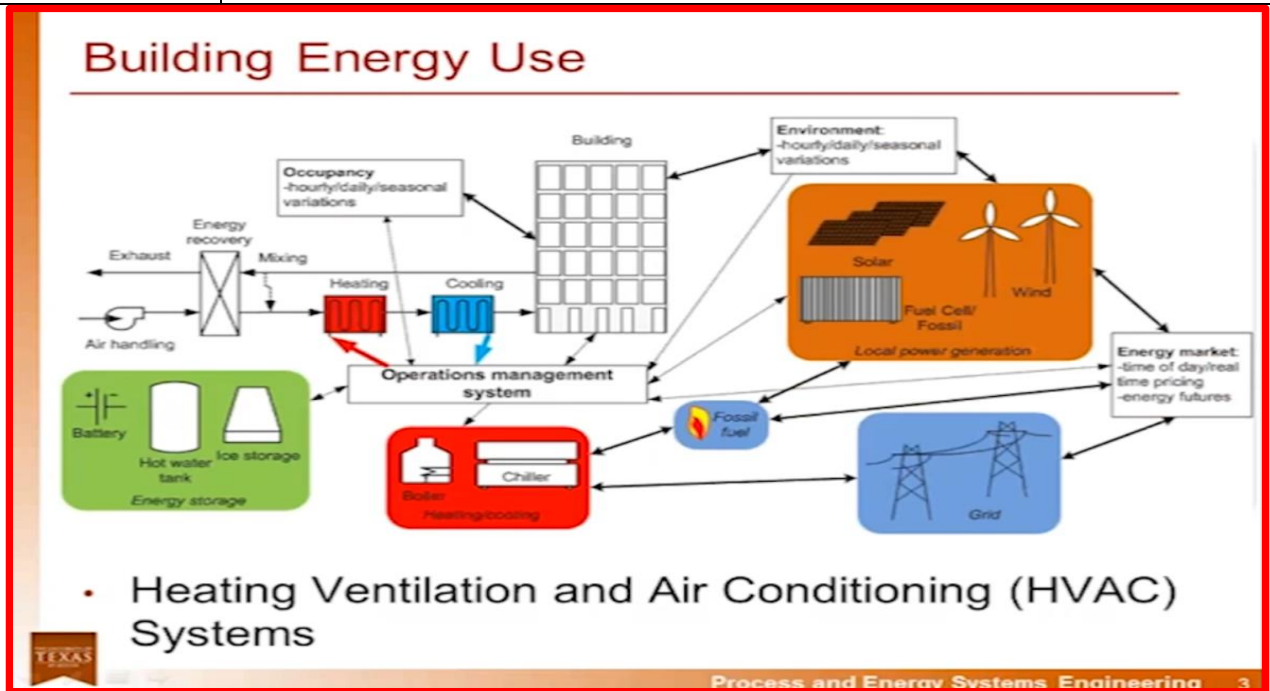 Building Energy Use
Building
Environment:
-hourly/daily/seasonal
variations
Occupancy
-hourly/daily/seasonal
variations
Energy
recovery
Exhaust
Mixing
Heating
Cooling
Air handling
Solar
Wind
Fuel Cell/
Fossil
Local power generation
Energy market:
-time of day/real
time pricing
-energy futures
Operations management
system
Battery
Hot water
tank
Ice storage
Energy storage
Fossil
fuel
Boiler
Chiller
Heating/cooling
Grid
• Heating Ventilation and Air Conditioning (HVAC)
Systems
TEXAS
Process and Energy Systems Engineering 3